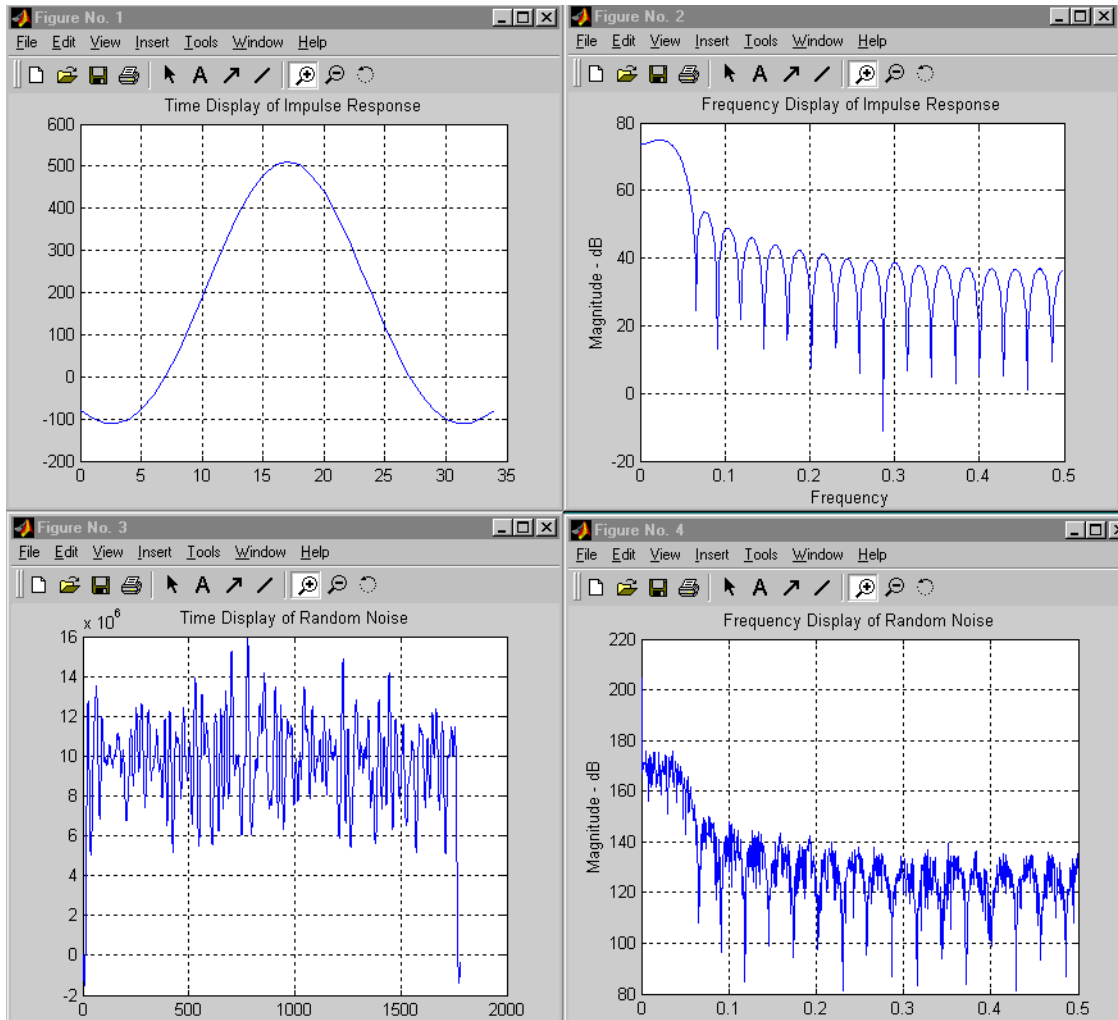 Figure No. 1
File Edit View Insert Tools Window Help
A
Time Display of Impulse Response
600
500
400
300
200
100
0
-100
-200
0 5 10 15 20 25 30 35
Figure No. 2
File Edit View Insert Tools Window Help
A
Frequency Display of Impulse Response
80
60
40
20
0
-20
Magnitude - dB
0 0.1 0.2 0.3 0.4 0.5
Frequency
Figure No. 3
File Edit View Insert Tools Window Help
A
x 10^6
Time Display of Random Noise
16
14
12
10
8
6
4
2
0
-2
0 500 1000 1500 2000
Figure No. 4
File Edit View Insert Tools Window Help
A
Frequency Display of Random Noise
220
200
180
160
140
120
100
80
Magnitude - dB
0 0.1 0.2 0.3 0.4 0.5